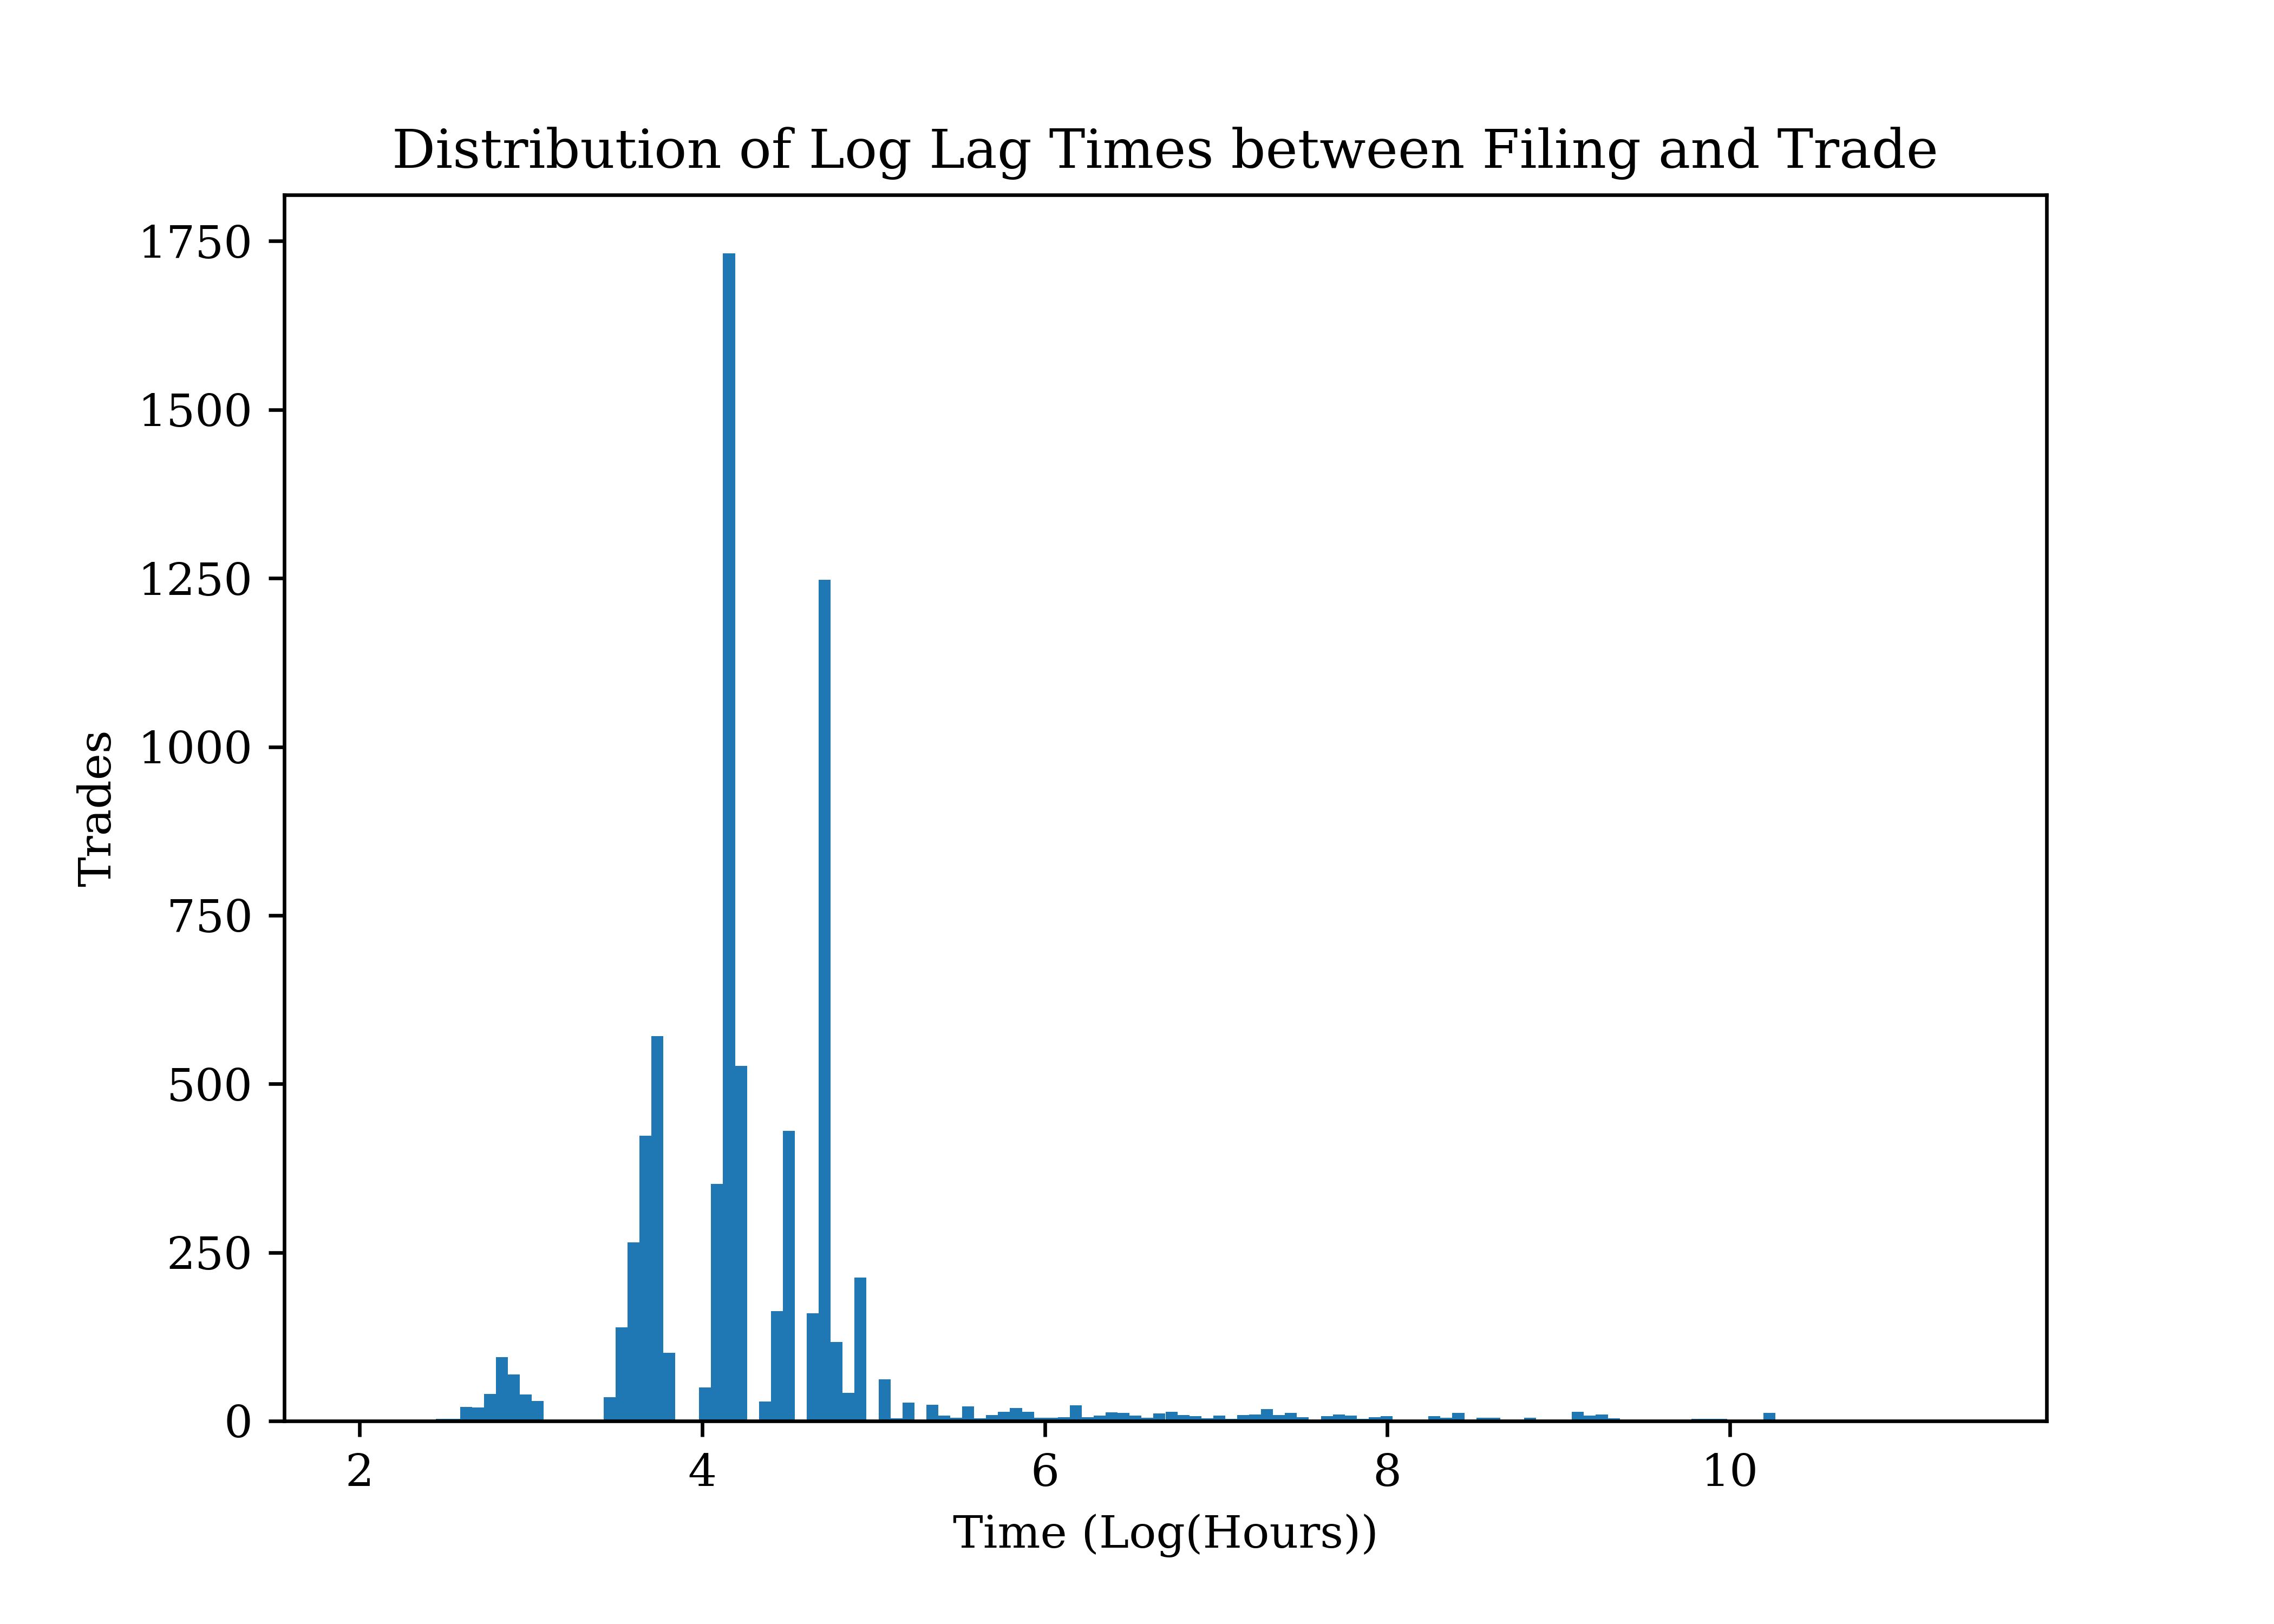 Distribution of Log Lag Times between Filing and Trade
1750
1500
1250
1000
750
500
250
0
Trades
2 4 6 8 10
Time (Log(Hours))